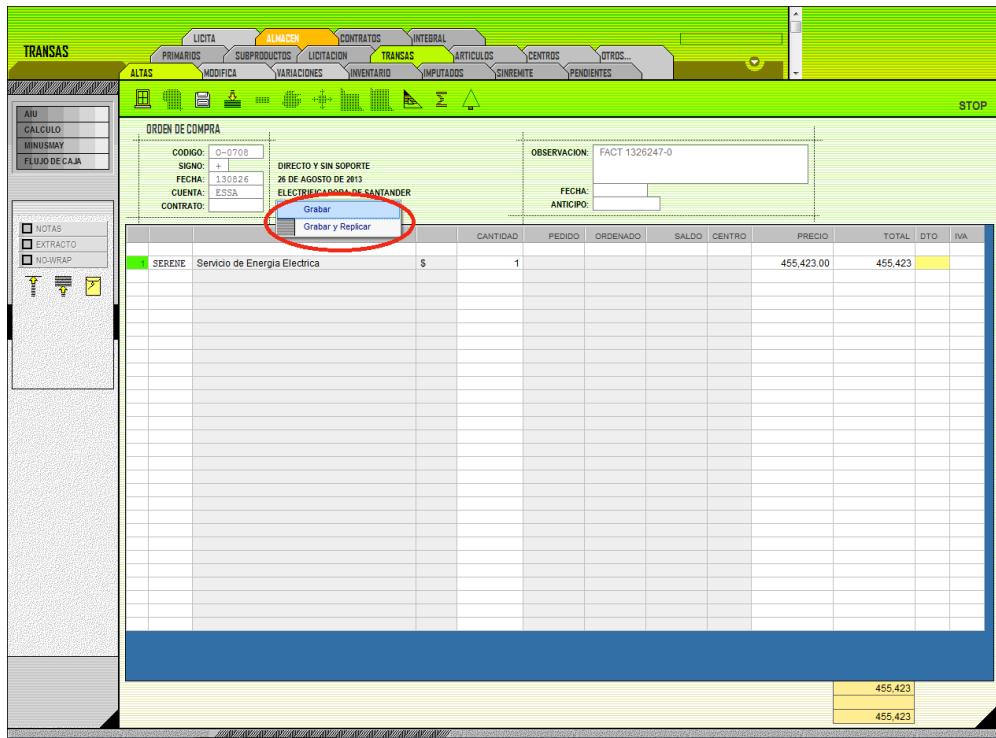 LICITA ALMACEN CONTRATOS INTEGRAL
TRANSAS
PRIMARIOS SUBPRODUCTOS LICITACION TRANSAS ARTICULOS CENTROS OTROS...
ALTAS MODIFICA VARIACIONES INVENTARIO IMPUTADOS SINREMITE PENDIENTES
STOP
AIU
CALCULO
MINUSMAY
FLUJO DE CAJA
NOTAS
EXTRACTO
NO-WRAP
ORDEN DE COMPRA
CODIGO: O-0708
SIGNO: + DIRECTO Y SIN SOPORTE
FECHA: 130826 26 DE AGOSTO DE 2013
CUENTA: ESSA ELECTRIFICADORA DE SANTANDER
CONTRATO:
OBSERVACION: FACT 1326247-0
FECHA:
ANTICIPO:
Grabar
Grabar y Replicar
CANTIDAD PEDIDO ORDENADO SALDO CENTRO PRECIO TOTAL DTO IVA
1 SERENE Servicio de Energia Electrica $ 1 455,423.00 455,423
455,423
455,423